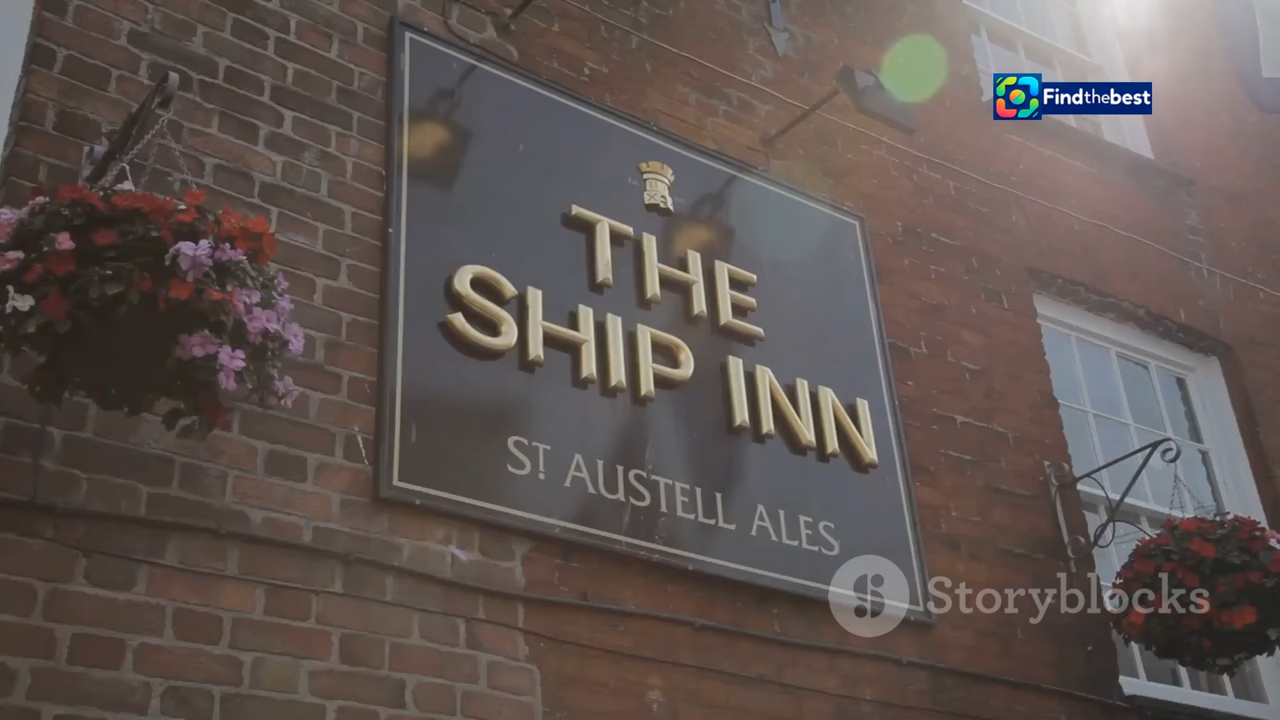 Findthebest
THE
SHIP INN
ST AUSTELL ALES
Storyblocks